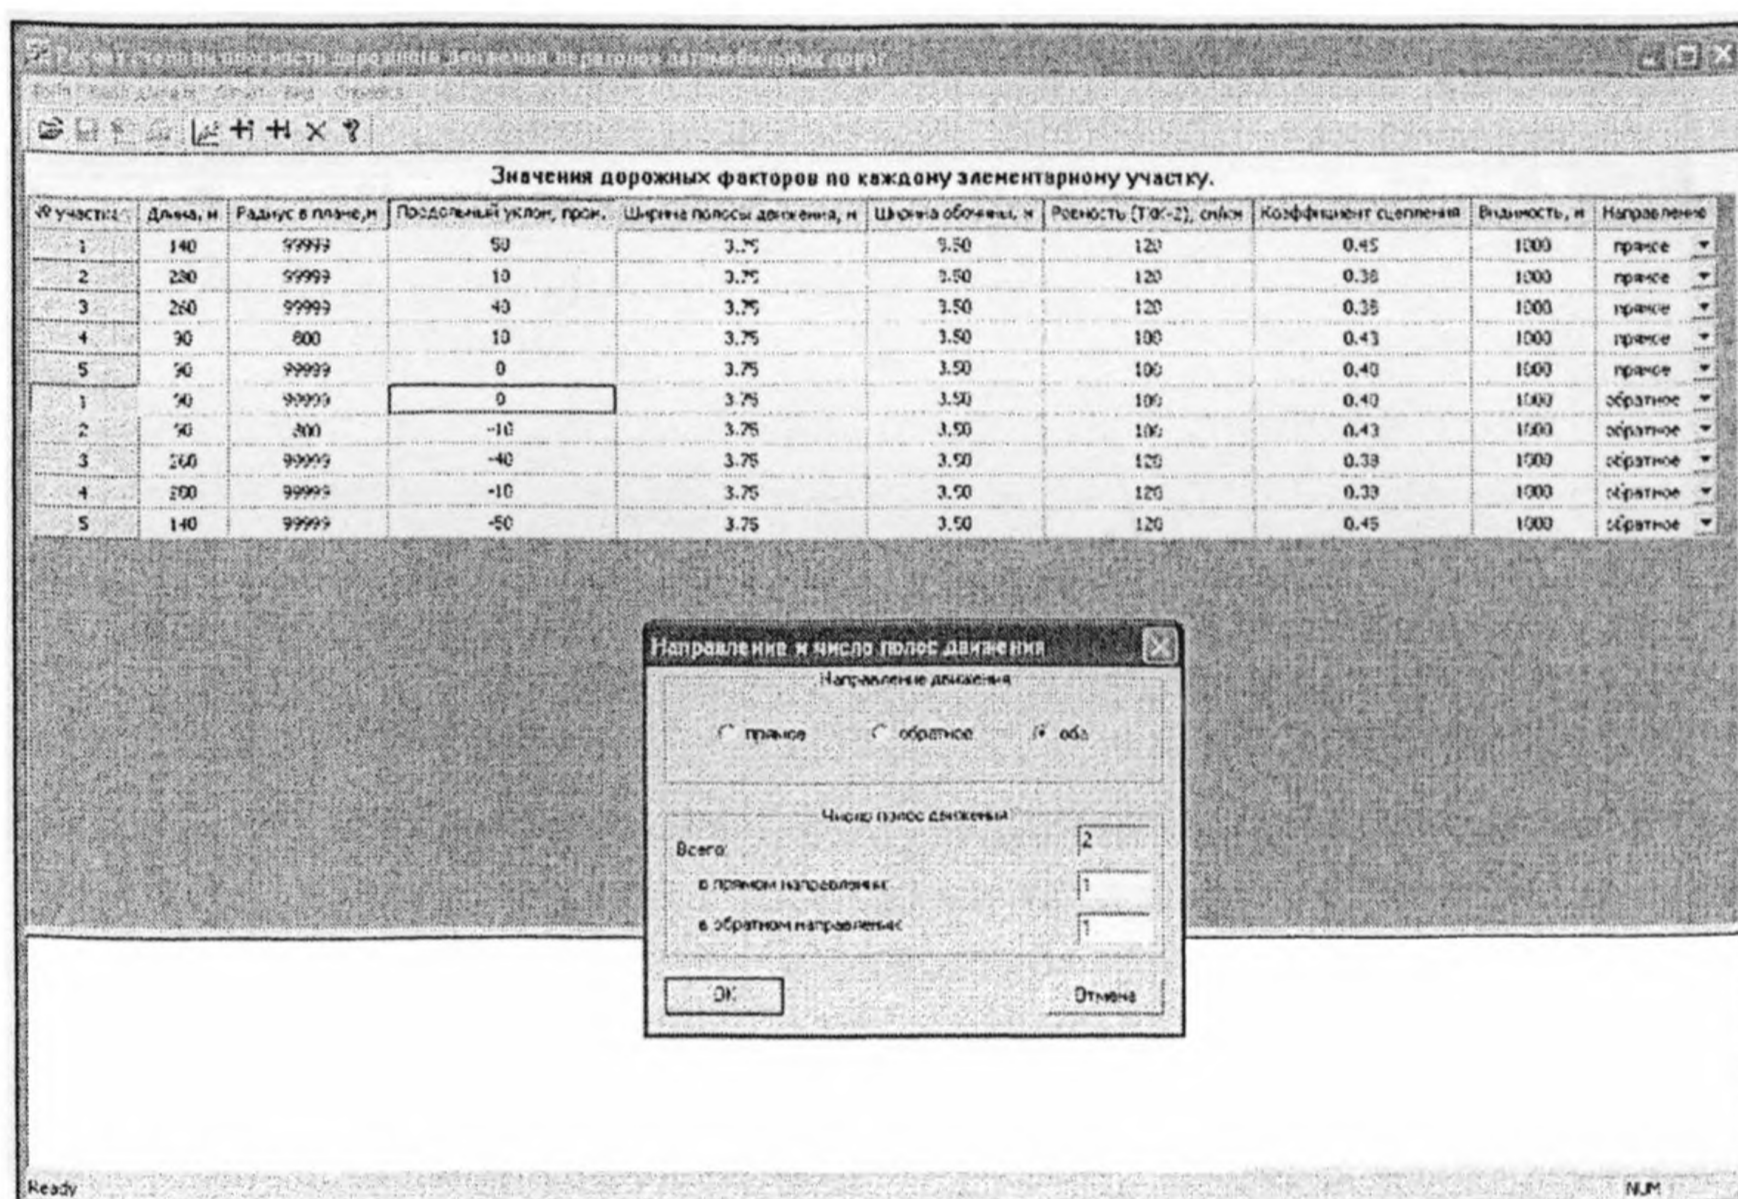 Расчет степени опасности дорожного движения перегонов автомобильных дорог
Значения дорожных факторов по каждому элементарному участку.
№ участка Длина, м Радиус в плане, м Продольный уклон, пром. Ширина полосы движения, м Ширина обочины, м Ровность (ТХК-2), см/км Коэффициент сцепления Видимость, м Направление
1 140 99999 50 3.75 3.50 120 0.45 1000 прямое
2 280 99999 10 3.75 3.50 120 0.38 1000 прямое
3 260 99999 40 3.75 3.50 120 0.38 1000 прямое
4 90 800 10 3.75 3.50 100 0.43 1000 прямое
5 90 99999 0 3.75 3.50 100 0.40 1000 прямое
1 90 99999 0 3.75 3.50 100 0.40 1000 обратное
2 90 800 -10 3.75 3.50 100 0.43 1000 обратное
3 260 99999 -40 3.75 3.50 120 0.38 1000 обратное
4 280 99999 -10 3.75 3.50 120 0.38 1000 обратное
5 140 99999 -50 3.75 3.50 120 0.45 1000 обратное
Направление и число полос движения
Направление движения
прямое обратное оба
Число полос движения
Всего: 2
в прямом направлении: 1
в обратном направлении: 1
OK Отмена
Ready NUM